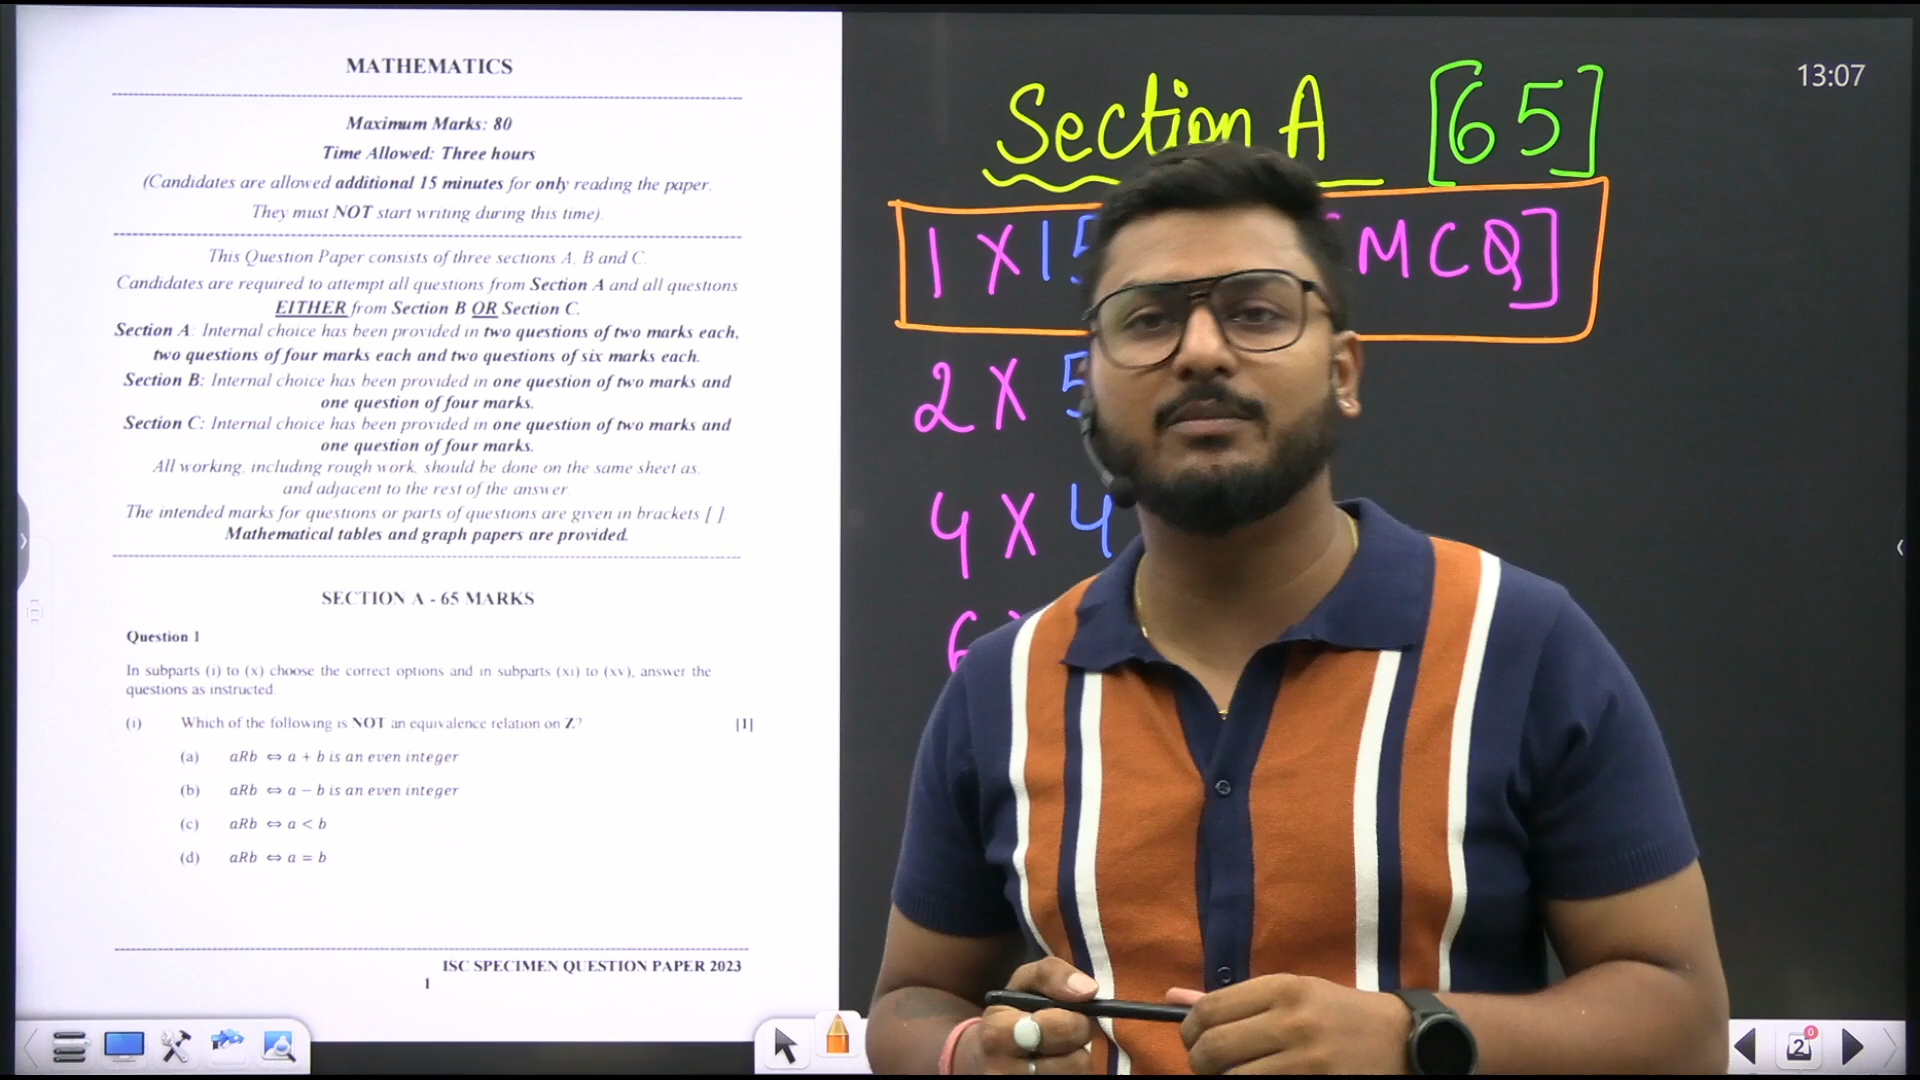 MATHEMATICS
Maximum Marks: 80
Time Allowed: Three hours
(Candidates are allowed additional 15 minutes for only reading the paper.
They must NOT start writing during this time).
This Question Paper consists of three sections A, B and C.
Candidates are required to attempt all questions from Section A and all questions
EITHER from Section B OR Section C.
Section A: Internal choice has been provided in two questions of two marks each,
two questions of four marks each and two questions of six marks each.
Section B: Internal choice has been provided in one question of two marks and
one question of four marks.
Section C: Internal choice has been provided in one question of two marks and
one question of four marks.
All working, including rough work, should be done on the same sheet as,
and adjacent to the rest of the answer.
The intended marks for questions or parts of questions are given in brackets [ ].
Mathematical tables and graph papers are provided.
SECTION A - 65 MARKS
Question 1
In subparts (i) to (x) choose the correct options and in subparts (xi) to (xv), answer the
questions as instructed.
(i) Which of the following is NOT an equivalence relation on Z? [1]
(a) aRb ⇔ a + b is an even integer
(b) aRb ⇔ a − b is an even integer
(c) aRb ⇔ a < b
(d) aRb ⇔ a = b
ISC SPECIMEN QUESTION PAPER 2023
1
Section A [65]
1 X 15 [MCQ]
2 X 5
4 X 4
6
13:07
2
0